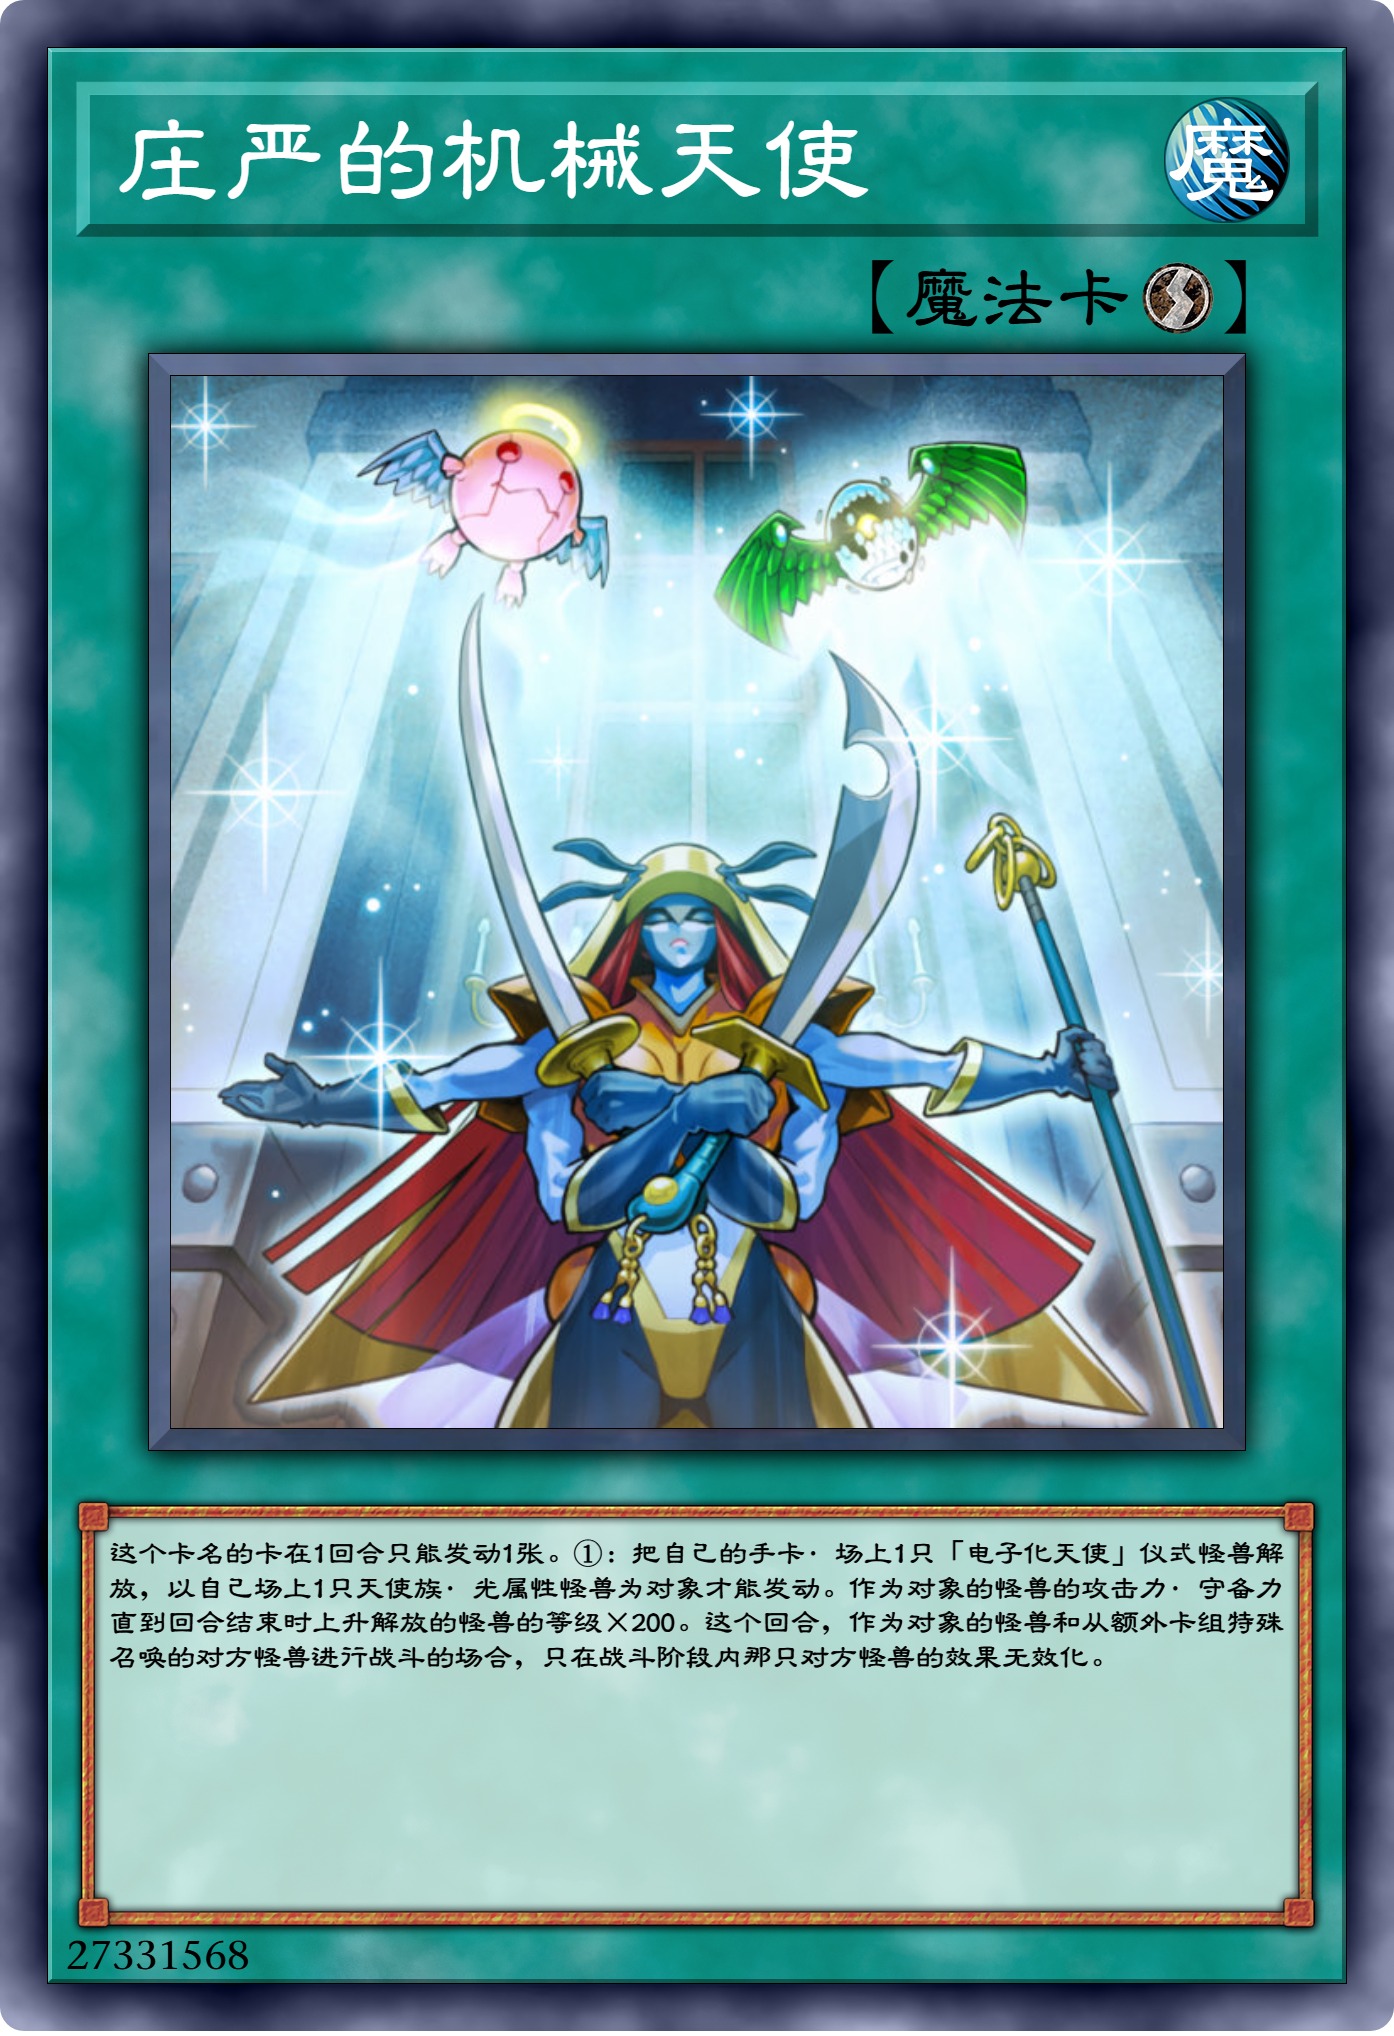 庄严的机械天使
魔
【魔法卡】
这个卡名的卡在1回合只能发动1张。①：把自己的手卡·场上1只「电子化天使」仪式怪兽解
放，以自己场上1只天使族·光属性怪兽为对象才能发动。作为对象的怪兽的攻击力·守备力
直到回合结束时上升解放的怪兽的等级×200。这个回合，作为对象的怪兽和从额外卡组特殊
召唤的对方怪兽进行战斗的场合，只在战斗阶段内那只对方怪兽的效果无效化。
27331568